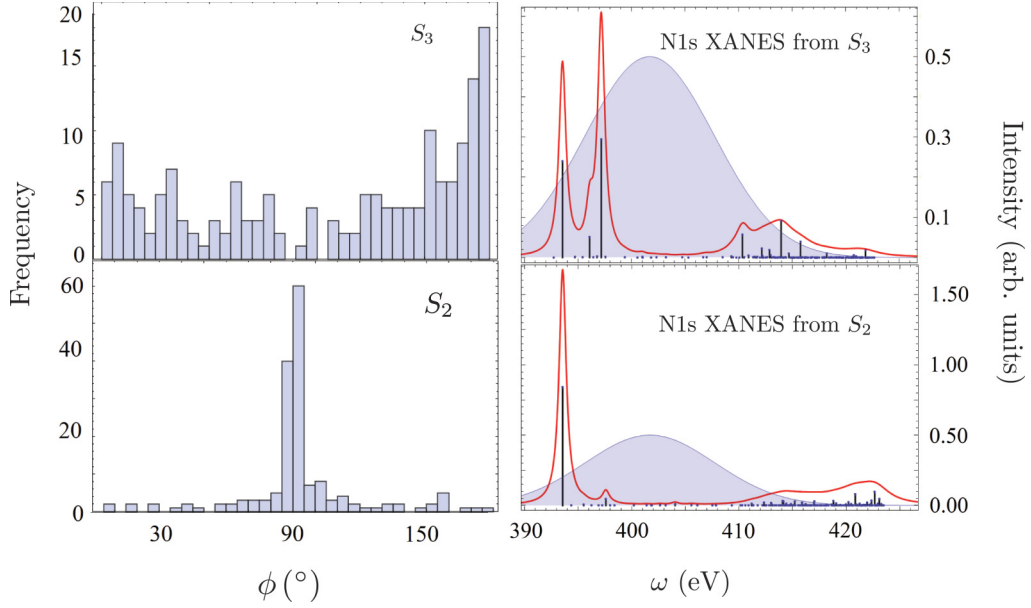 20
15
10
5
0
S₃
N1s XANES from S₃
0.5
0.3
0.1
Frequency
Intensity (arb. units)
60
40
20
0
S₂
N1s XANES from S₂
1.50
1.00
0.50
0.00
30
90
150
390
400
410
420
ϕ (°)
ω (eV)